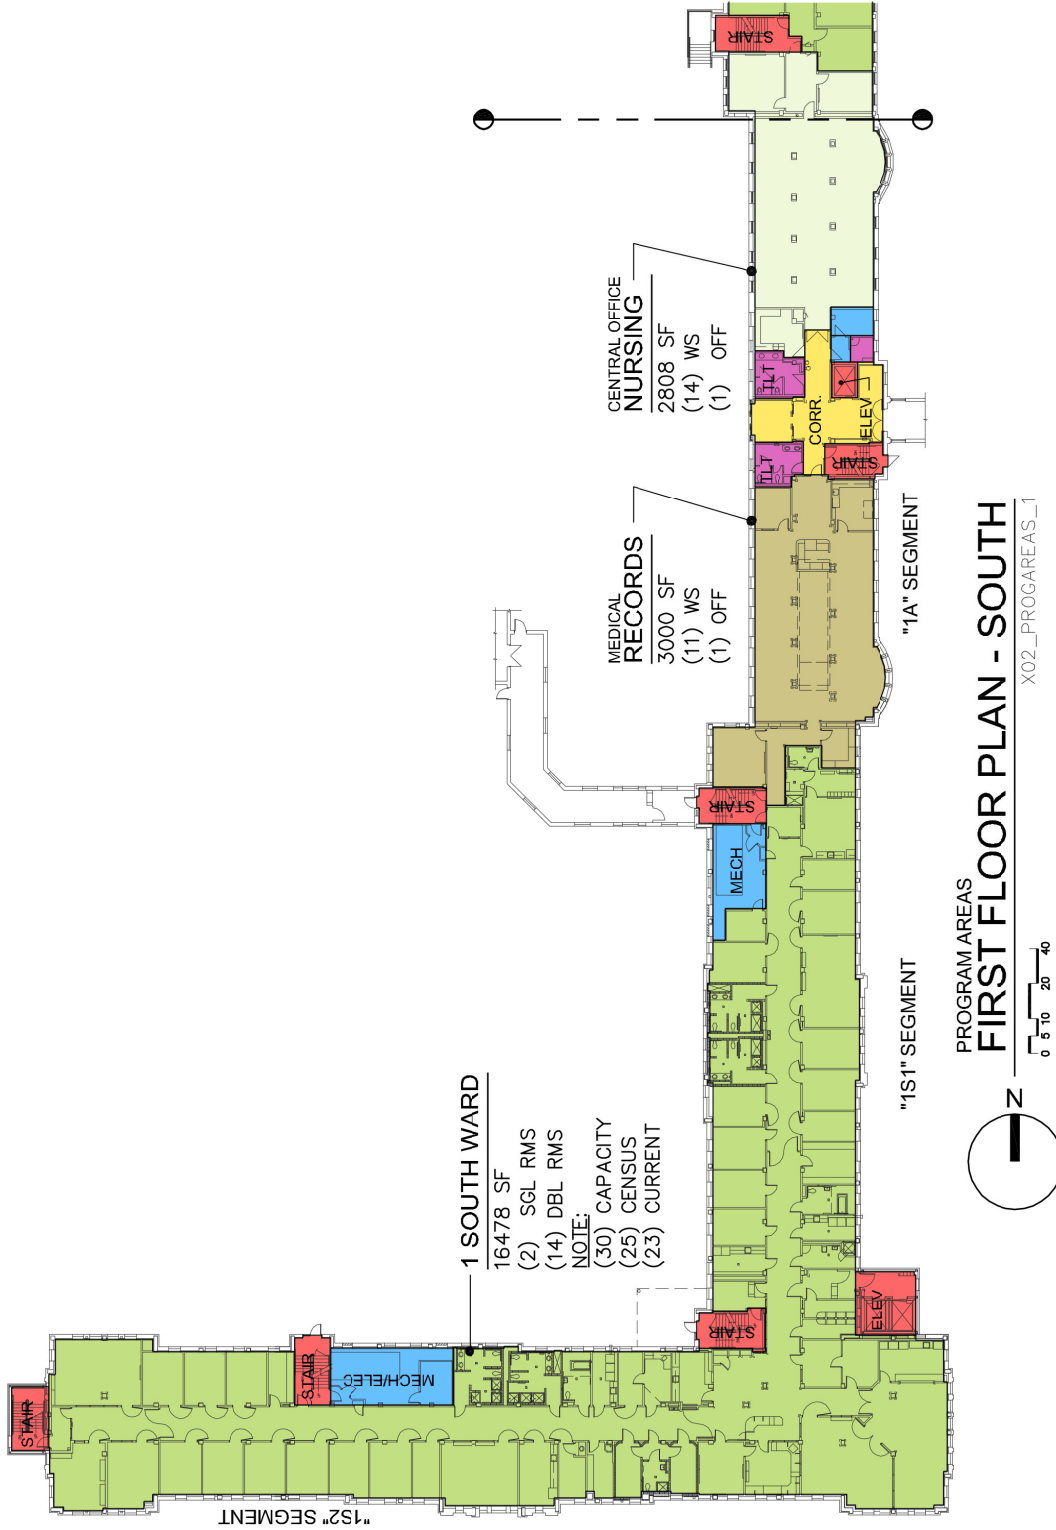 1 SOUTH WARD
16478 SF
(2) SGL RMS
(14) DBL RMS
NOTE:
(30) CAPACITY
(25) CENSUS
(23) CURRENT
MEDICAL
RECORDS
3000 SF
(11) WS
(1) OFF
CENTRAL OFFICE
NURSING
2808 SF
(14) WS
(1) OFF
STAIR
STAIR
MECH/ELEC
STAIR
ELEV
MECH
STAIR
TLT
STAIR
CORR.
ELEV
TLT
STAIR
"1S2" SEGMENT
"1S1" SEGMENT
"1A" SEGMENT
N
PROGRAM AREAS
FIRST FLOOR PLAN - SOUTH
X02_PROGAREAS_1
0 5 10 20 40